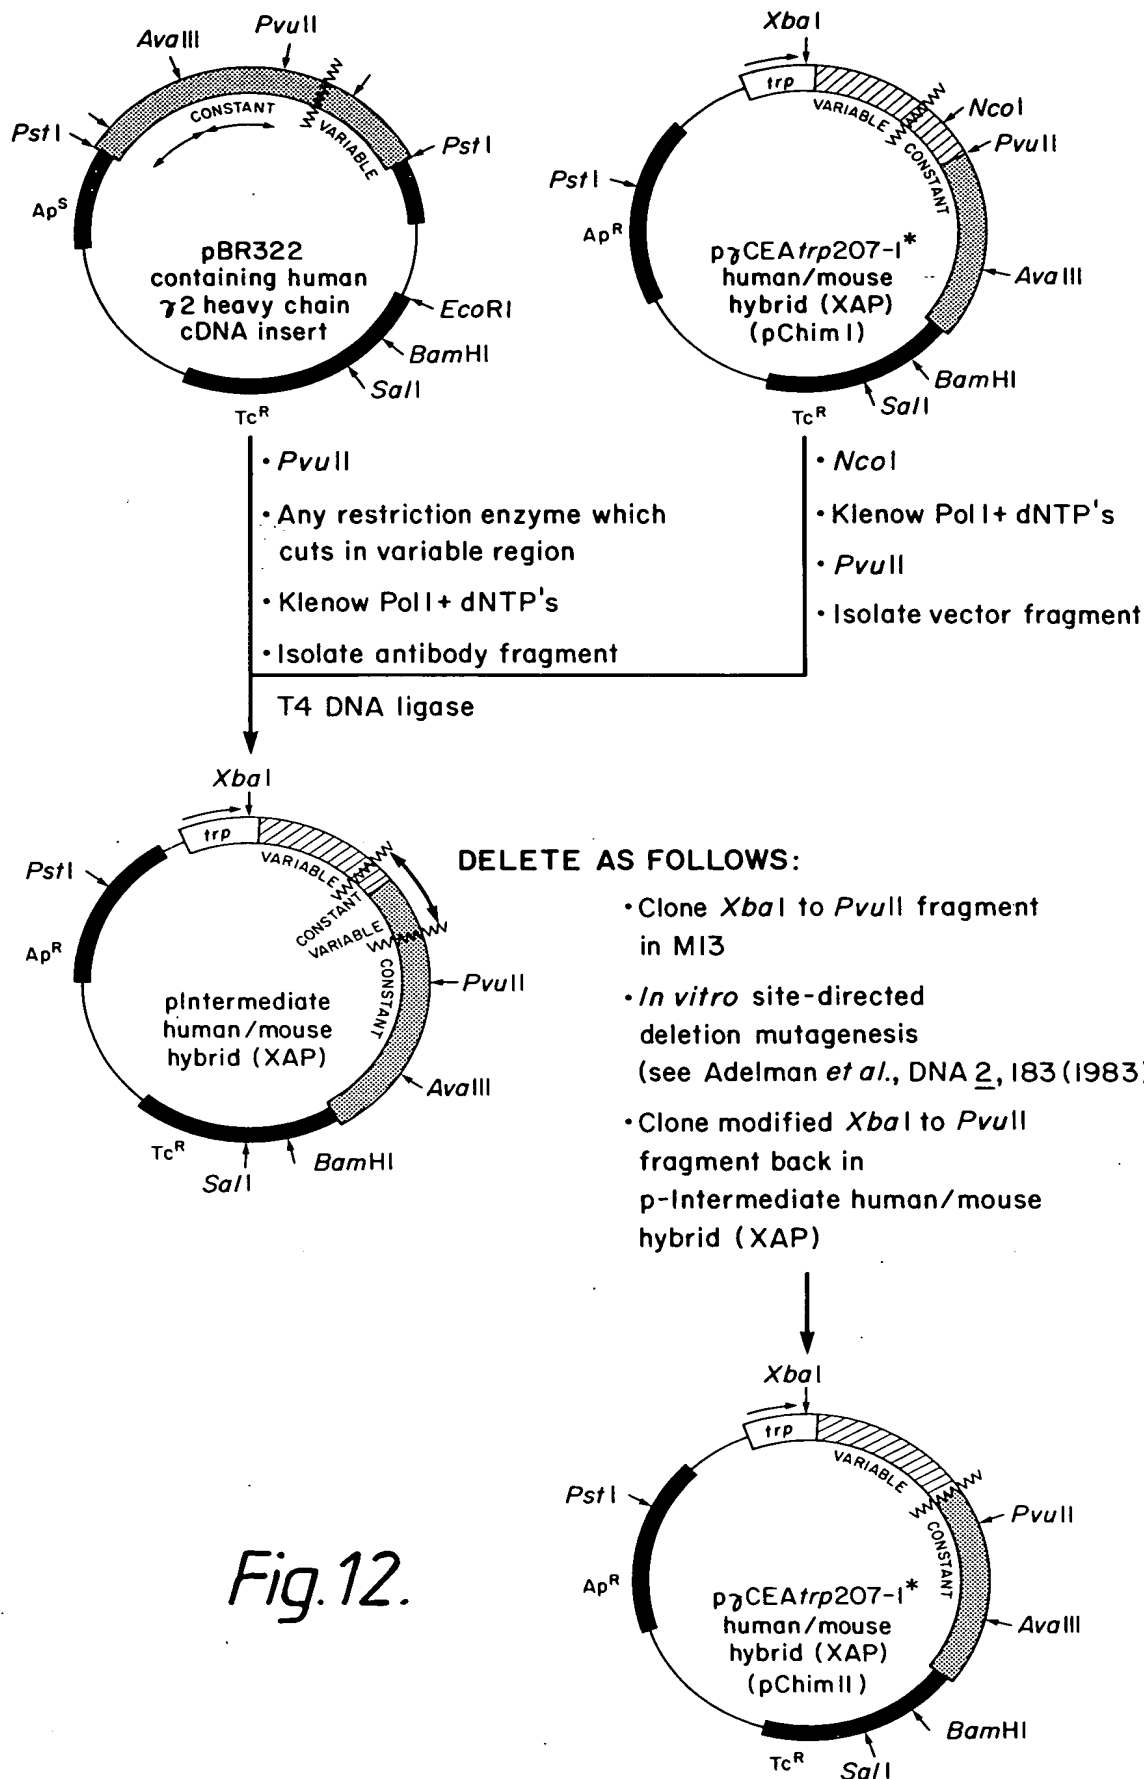 AvaIII
PvuII
PstI
CONSTANT
VARIABLE
PstI
Ap^S
pBR322
containing human
γ2 heavy chain
cDNA insert
EcoRI
BamHI
SalI
Tc^R
XbaI
trp
VARIABLE
NcoI
PvuII
CONSTANT
PstI
Ap^R
pγCEAtrp207-1*
human/mouse
hybrid (XAP)
(pChim I)
AvaIII
BamHI
SalI
Tc^R
• PvuII
• Any restriction enzyme which
cuts in variable region
• Klenow Pol I + dNTP's
• Isolate antibody fragment
• NcoI
• Klenow Pol I + dNTP's
• PvuII
• Isolate vector fragment
T4 DNA ligase
XbaI
trp
VARIABLE
PstI
CONSTANT
VARIABLE
CONSTANT
Ap^R
PvuII
pIntermediate
human/mouse
hybrid (XAP)
AvaIII
Tc^R
BamHI
SalI
DELETE AS FOLLOWS:
• Clone XbaI to PvuII fragment
in M13
• In vitro site-directed
deletion mutagenesis
(see Adelman et al., DNA 2, 183 (1983)
• Clone modified XbaI to PvuII
fragment back in
p-Intermediate human/mouse
hybrid (XAP)
XbaI
trp
VARIABLE
PstI
PvuII
CONSTANT
Ap^R
pγCEAtrp207-1*
human/mouse
hybrid (XAP)
(pChim II)
AvaIII
BamHI
Tc^R
SalI
Fig. 12.